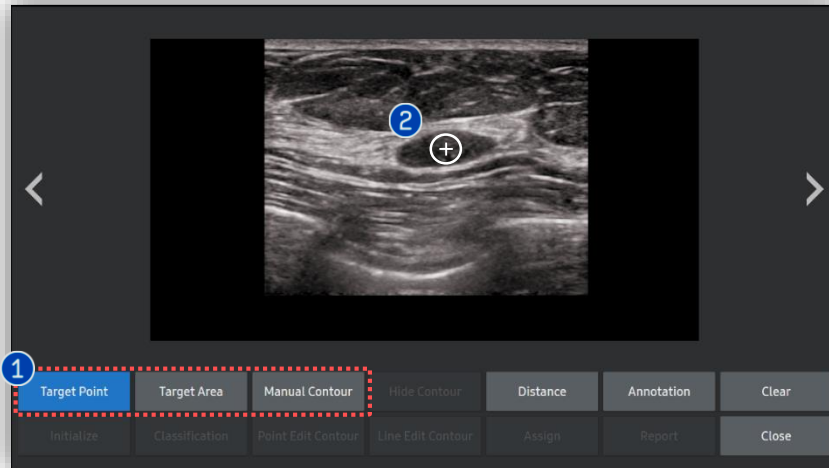 2
1
Target Point Target Area Manual Contour Hide Contour Distance Annotation Clear
Initialize Classification Point Edit Contour Line Edit Contour Assign Report Close